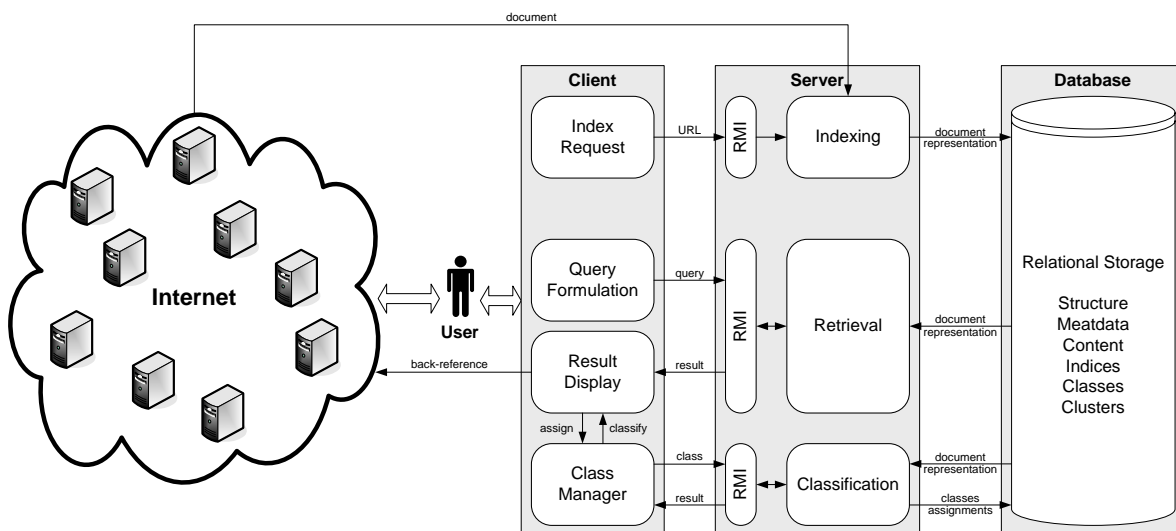 document
Client
Server
Database
Index
Request
URL
RMI
Indexing
document
representation
Internet
User
Query
Formulation
query
RMI
Retrieval
document
representation
Relational Storage
Structure
Meatdata
Content
Indices
Classes
Clusters
back-reference
Result
Display
result
assign
classify
Class
Manager
class
result
RMI
Classification
document
representation
classes
assignments